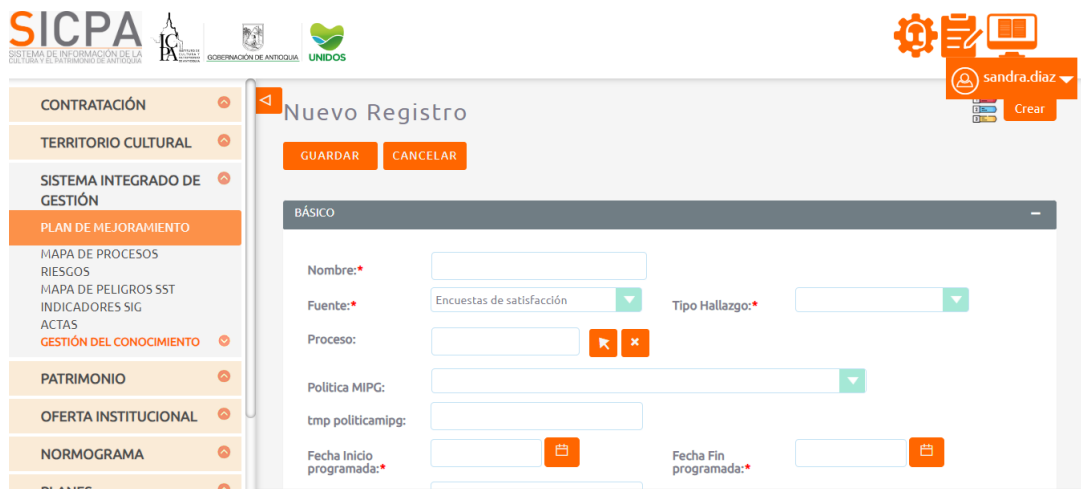 SICPA
SISTEMA DE INFORMACIÓN DE LA
CULTURA Y EL PATRIMONIO DE ANTIOQUIA
GOBERNACIÓN DE ANTIOQUIA
UNIDOS
sandra.diaz
CONTRATACIÓN
TERRITORIO CULTURAL
SISTEMA INTEGRADO DE
GESTIÓN
PLAN DE MEJORAMIENTO
MAPA DE PROCESOS
RIESGOS
MAPA DE PELIGROS SST
INDICADORES SIG
ACTAS
GESTIÓN DEL CONOCIMIENTO
PATRIMONIO
OFERTA INSTITUCIONAL
NORMOGRAMA
PLANES
Nuevo Registro
Crear
GUARDAR CANCELAR
BÁSICO
Nombre:*
Fuente:* Encuestas de satisfacción Tipo Hallazgo:*
Proceso:
Politica MIPG:
tmp politicamipg:
Fecha Inicio
programada:*
Fecha Fin
programada:*